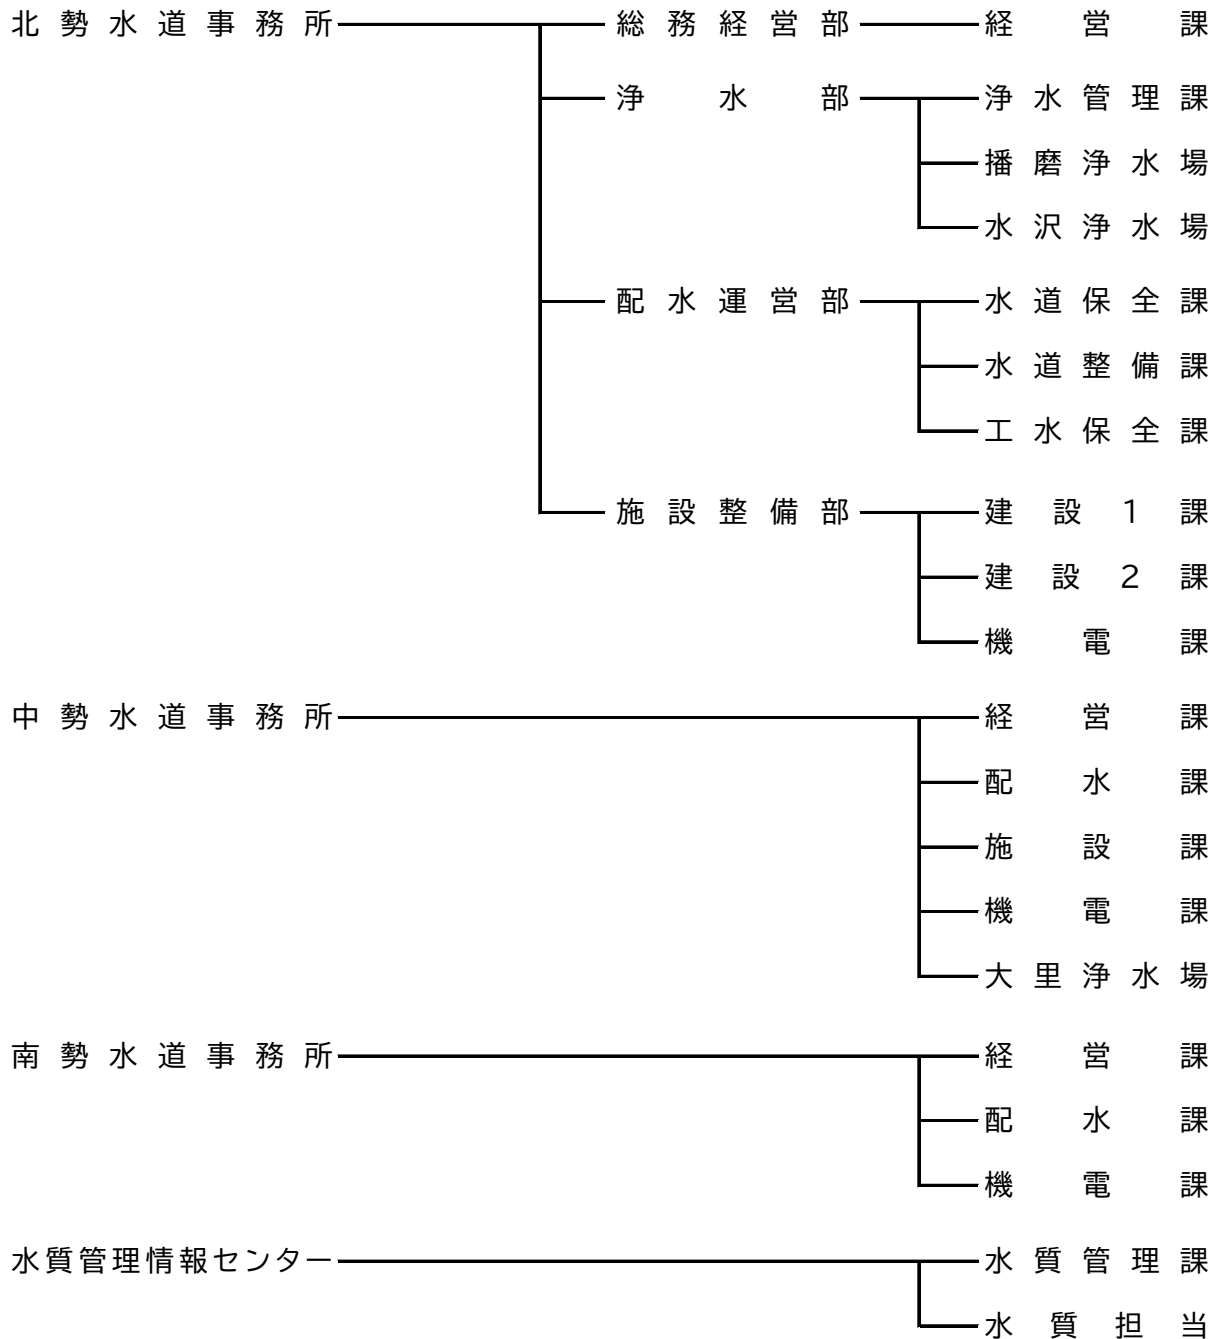 北勢水道事務所 総務経営部 経営課
浄水部 浄水管理課
播磨浄水場
水沢浄水場
配水運営部 水道保全課
水道整備課
工水保全課
施設整備部 建設1課
建設2課
機電課
中勢水道事務所 経営課
配水課
施設課
機電課
大里浄水場
南勢水道事務所 経営課
配水課
機電課
水質管理情報センター 水質管理課
水質担当